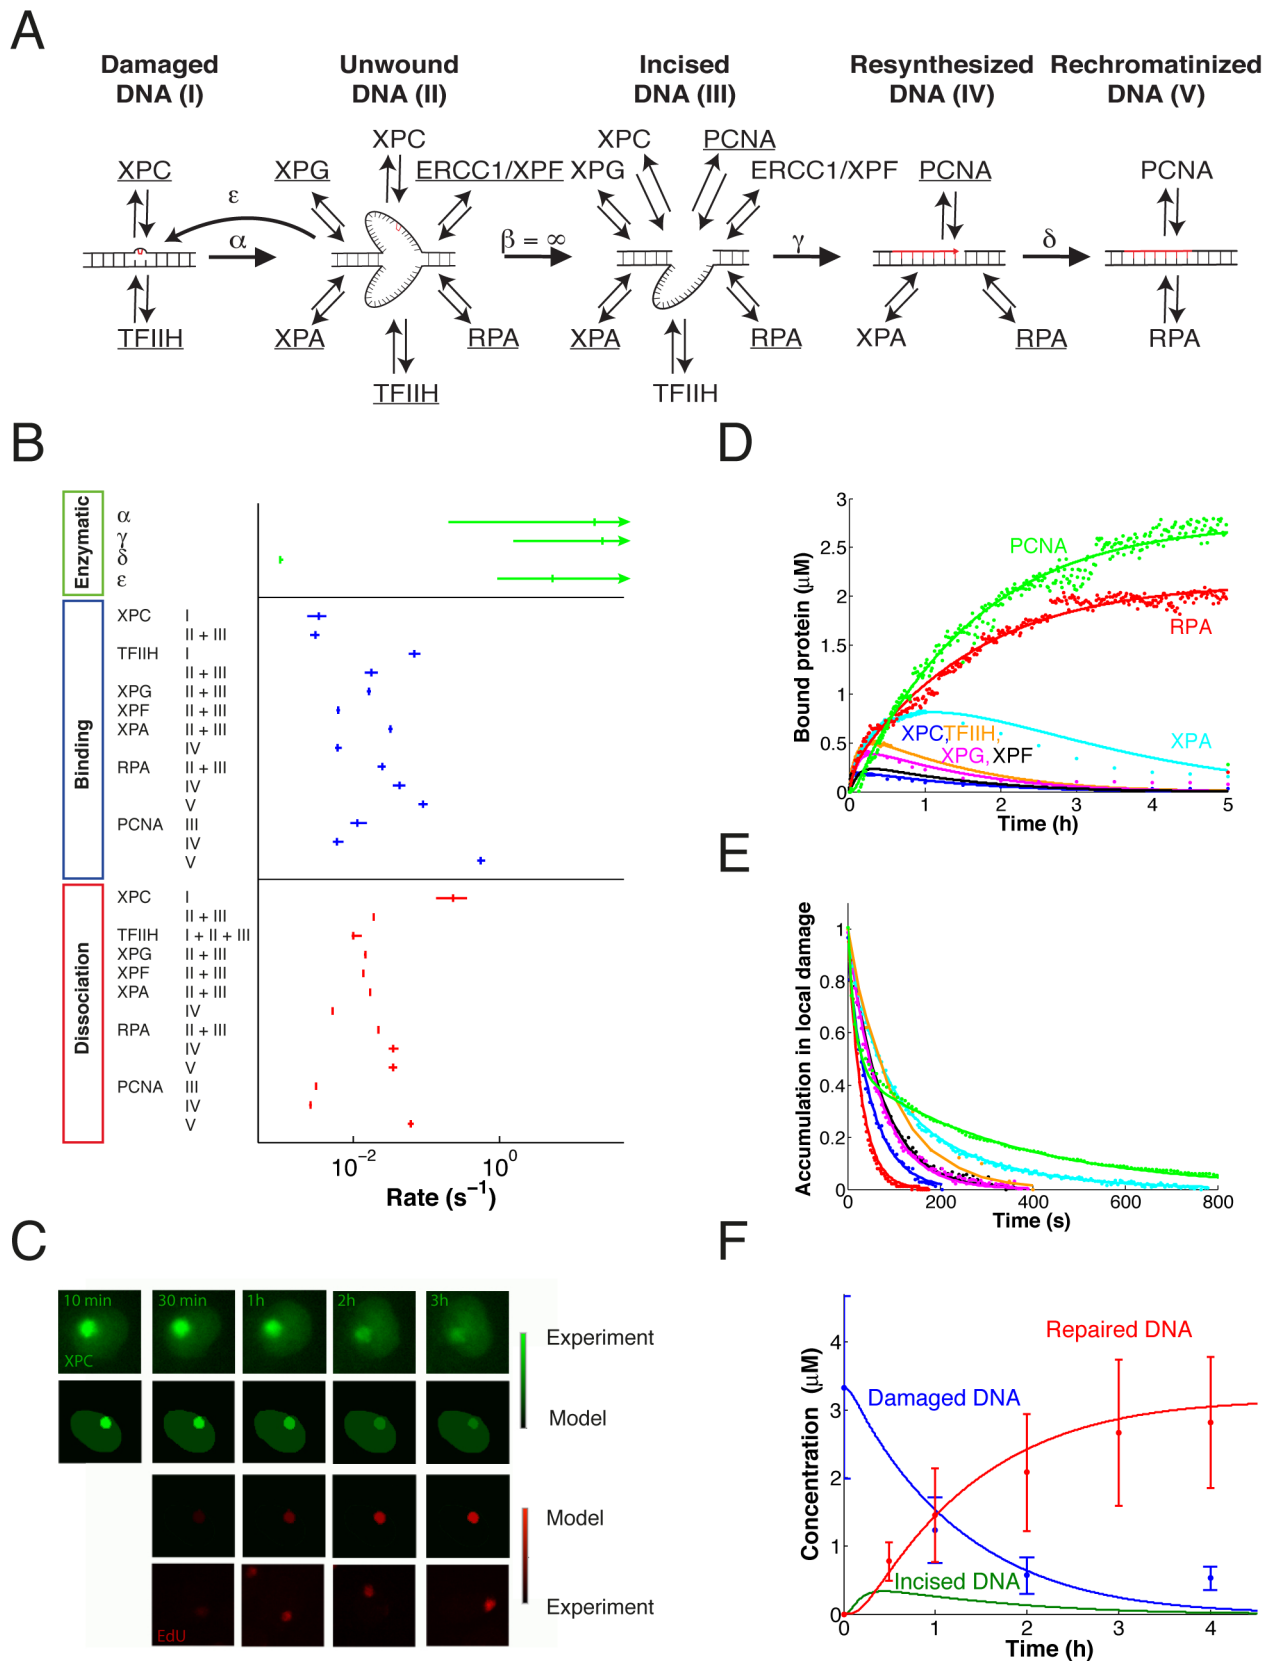 A
Damaged DNA (I)
Unwound DNA (II)
Incised DNA (III)
Resynthesized DNA (IV)
Rechromatinized DNA (V)
XPC
TFIIH
ε
α
XPC
XPG
ERCC1/XPF
XPA
RPA
TFIIH
β = ∞
XPC
PCNA
XPG
ERCC1/XPF
XPA
RPA
TFIIH
γ
PCNA
XPA
RPA
δ
PCNA
RPA
B
Enzymatic
α
γ
δ
ε
Binding
XPC I
II + III
TFIIH I
II + III
XPG II + III
XPF II + III
XPA II + III
IV
RPA II + III
IV
V
PCNA III
IV
V
Dissociation
XPC I
II + III
TFIIH I + II + III
XPG II + III
XPF II + III
XPA II + III
IV
RPA II + III
IV
V
PCNA III
IV
V
10⁻² 10⁰
Rate (s⁻¹)
C
10 min 30 min 1h 2h 3h
XPC
Experiment
Model
Model
Experiment
EdU
D
Bound protein (μM)
3
2.5
2
1.5
1
0.5
0
PCNA
RPA
XPC, TFIIH,
XPG, XPF
XPA
0 1 2 3 4 5
Time (h)
E
Accumulation in local damage
1
0.8
0.6
0.4
0.2
0
0 200 400 600 800
Time (s)
F
Concentration (μM)
4
3
2
1
0
Repaired DNA
Damaged DNA
Incised DNA
0 1 2 3 4
Time (h)